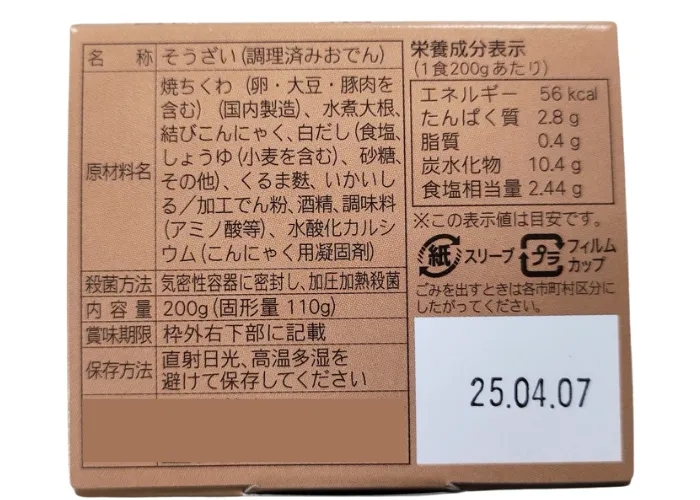 名　称 そうざい(調理済みおでん)
原材料名
焼ちくわ (卵・大豆・豚肉を
含む) (国内製造)、水煮大根、
結びこんにゃく、白だし(食塩、
しょうゆ(小麦を含む)、砂糖、
その他)、くるま麩、いかいし
る/加工でん粉、酒精、調味料
(アミノ酸等)、水酸化カルシ
ウム(こんにゃく用凝固剤)
殺菌方法 気密性容器に密封し、加圧加熱殺菌
内容量 200g(固形量 110g)
賞味期限 枠外右下部に記載
保存方法
直射日光、高温多湿を
避けて保存してください
栄養成分表示
(1食200gあたり)
エネルギー 56 kcal
たんぱく質 2.8 g
脂質 0.4 g
炭水化物 10.4 g
食塩相当量 2.44 g
※この表示値は目安です。
紙 スリーブ
プラ フィルム
カップ
ごみを出すときは各市町村区分に
したがってください。
25.04.07